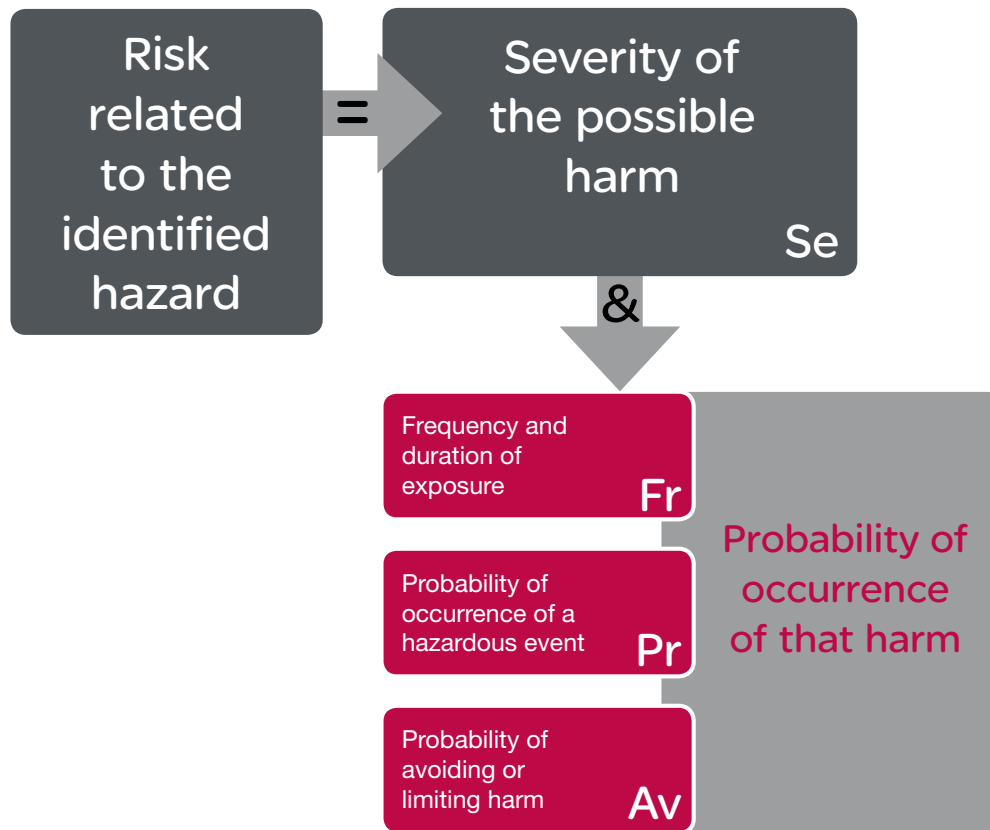 Risk
related
to the
identified
hazard
=
Severity of
the possible
harm
Se
&
Frequency and
duration of
exposure
Fr
Probability of
occurrence of a
hazardous event
Pr
Probability of
avoiding or
limiting harm
Av
Probability of
occurrence
of that harm